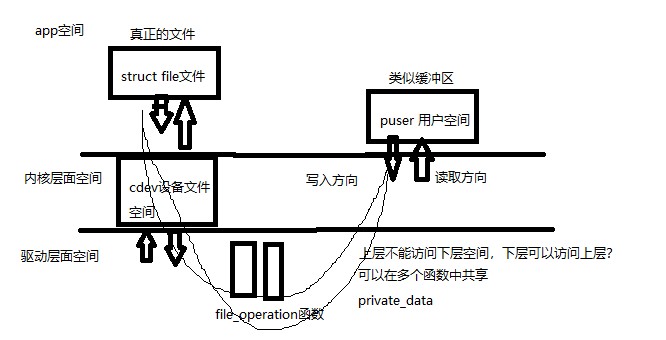 app空间
真正的文件
struct file文件
类似缓冲区
puser 用户空间
内核层面空间
cdev设备文件
空间
写入方向
读取方向
驱动层面空间
上层不能访问下层空间，下层可以访问上层?
可以在多个函数中共享
private_data
file_operation函数